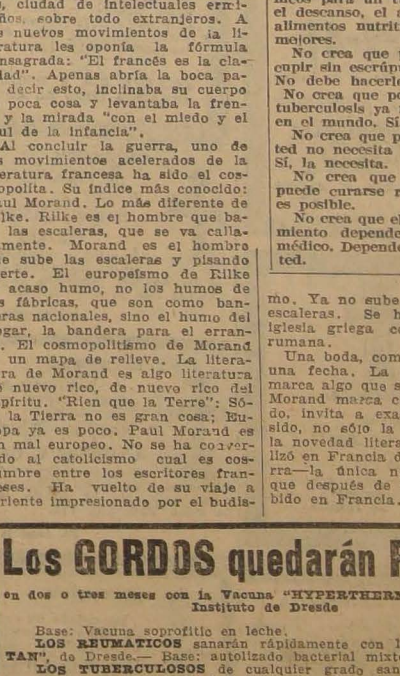 ciudad de intelectuales
sobre todo extranjeros. A
nuevos movimientos de la li-
ratura les oponía la fórmula
nsagrada: "El francés es la cla-
dad". Apenas abría la boca pa-
decir esto, inclinaba su cuerpo
poca cosa y levantaba la fren-
y la mirada "con el miedo y el
ul de la infancia".
Al concluir la guerra, uno de
s movimientos acelerados de la
eratura francesa ha sido el cos-
opolita. Su índice más conocido:
aul Morand. Lo más diferente de
lke. Rilke es el hombre que ba-
las escaleras, que se va calla-
mente. Morand es el hombre
e sube las escaleras y pisando
erte. El europeísmo de Rilke
acaso humo, no los humos de
s fábricas, que son como ban-
eras nacionales, sino el humo del
ogar, la bandera para el erran-
. El cosmopolitismo de Morand
un mapa de relieve. La litera-
ra de Morand es algo literatura
nuevo rico, de nuevo rico del
píritu. "Rien que la Terre": Só-
la Tierra no es gran cosa; Eu-
opa ya es poco. Paul Morand es
n mal europeo. No se ha conver-
do al catolicismo cual es cos-
umbre entre los escritores fran-
eses. Ha vuelto de su viaje a
riente impresionado por el budis-
el descanso, el a
alimentos nutrit
mejores.
No crea que
cupir sin escrúp
No debe hacerl
No crea que po
tuberculosis ya
en el mundo. Sí
No crea que p
ted no necesita
Sí, la necesita.
No crea que
puede curarse r
es posible.
No crea que el
miento depende
médico. Depend
ted.
mo. Ya no sube
escaleras. Se h
iglesia griega c
rumana.
Una boda, com
una fecha. La
marca algo que s
Morand marca c
do, invita a exa
sido, no sólo la
la novedad litera
lizó en Francia d
rra—la única n
que después de
bido en Francia.
Los GORDOS quedarán
en dos o tres meses con la Vacuna "HYPERTHER
Instituto de Dresde
Base: Vacuna soprofitio en leche.
LOS REUMATICOS sanarán rápidamente con l
TAN", de Dresde.— Base: autolizado bacterial mixt
LOS TUBERCULOSOS de cualquier grado san